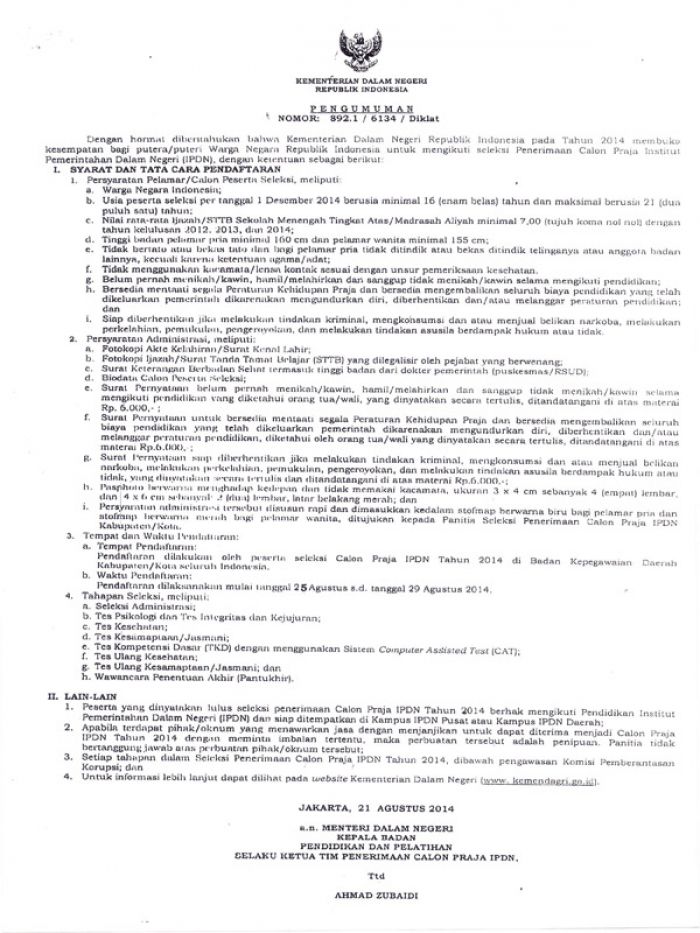 KEMENTERIAN DALAM NEGERI
REPUBLIK INDONESIA
PENGUMUMAN
NOMOR: 892.1 / 6134 / Diklat
Dengan hormat diberitahukan bahwa Kementerian Dalam Negeri Republik Indonesia pada Tahun 2014 membuka
kesempatan bagi putera/puteri Warga Negara Republik Indonesia untuk mengikuti seleksi Penerimaan Calon Praja Institut
Pemerintahan Dalam Negeri (IPDN), dengan ketentuan sebagai berikut:
I. SYARAT DAN TATA CARA PENDAFTARAN
1. Persyaratan Pelamar/Calon Peserta Seleksi, meliputi:
a. Warga Negara Indonesia;
b. Usia peserta seleksi per tanggal 1 Desember 2014 berusia minimal 16 (enam belas) tahun dan maksimal berusia 21 (dua
puluh satu) tahun;
c. Nilai rata-rata Ijazah/STTB Sekolah Menengah Tingkat Atas/Madrasah Aliyah minimal 7,00 (tujuh koma nol nol) dengan
tahun kelulusan 2012, 2013, dan 2014;
d. Tinggi badan pelamar pria minimal 160 cm dan pelamar wanita minimal 155 cm;
e. Tidak bertato atau bekas tato dan bagi pelamar pria tidak ditindik atau bekas ditindik telinganya atau anggota badan
lainnya, kecuali karena ketentuan agama/adat;
f. Tidak menggunakan kacamata/lensa kontak sesuai dengan unsur pemeriksaan kesehatan.
g. Belum pernah menikah/kawin, hamil/melahirkan dan sanggup tidak menikah/kawin selama mengikuti pendidikan;
h. Bersedia mentaati segala Peraturan Kehidupan Praja dan bersedia mengembalikan seluruh biaya pendidikan yang telah
dikeluarkan pemerintah dikarenakan mengundurkan diri, diberhentikan dan/atau melanggar peraturan pendidikan;
dan
i. Siap diberhentikan jika melakukan tindakan kriminal, mengkonsumsi dan atau menjual belikan narkoba, melakukan
perkelahian, pemukulan, pengeroyokan, dan melakukan tindakan asusila berdampak hukum atau tidak.
2. Persyaratan Administrasi, meliputi:
a. Fotokopi Akte Kelahiran/Surat Kenal Lahir;
b. Fotokopi Ijazah/Surat Tanda Tamat Belajar (STTB) yang dilegalisir oleh pejabat yang berwenang;
c. Surat Keterangan Berbadan Sehat termasuk tinggi badan dari dokter pemerintah (puskesmas/RSUD);
d. Biodata Calon Peserta Seleksi;
e. Surat Pernyataan belum pernah menikah/kawin, hamil/melahirkan dan sanggup tidak menikah/kawin selama
mengikuti pendidikan yang diketahui orang tua/wali, yang dinyatakan secara tertulis, ditandatangani di atas materai
Rp. 6.000,- ;
f. Surat Pernyataan untuk bersedia mentaati segala Peraturan Kehidupan Praja dan bersedia mengembalikan seluruh
biaya pendidikan yang telah dikeluarkan pemerintah dikarenakan mengundurkan diri, diberhentikan dan/atau
melanggar peraturan pendidikan, diketahui oleh orang tua/wali yang dinyatakan secara tertulis, ditandatangani di atas
materai Rp.6.000,- ;
g. Surat Pernyataan siap diberhentikan jika melakukan tindakan kriminal, mengkonsumsi dan atau menjual belikan
narkoba, melakukan perkelahian, pemukulan, pengeroyokan, dan melakukan tindakan asusila berdampak hukum atau
tidak, yang dinyatakan secara tertulis dan ditandatangani di atas materai Rp.6.000,-;
h. Pasphoto berwarna menghadap kedepan dan tidak memakai kacamata, ukuran 3 x 4 cm sebanyak 4 (empat) lembar,
dan 4 x 6 cm sebanyak 2 (dua) lembar, latar belakang merah; dan
i. Persyaratan administrasi tersebut disusun rapi dan dimasukkan kedalam stofmap berwarna biru bagi pelamar pria dan
stofmap berwarna merah bagi pelamar wanita, ditujukan kepada Panitia Seleksi Penerimaan Calon Praja IPDN
Kabupaten/Kota.
3. Tempat dan Waktu Pendaftaran:
a. Tempat Pendaftaran:
Pendaftaran dilakukan oleh peserta seleksi Calon Praja IPDN Tahun 2014 di Badan Kepegawaian Daerah
Kabupaten/Kota seluruh Indonesia.
b. Waktu Pendaftaran:
Pendaftaran dilaksanakan mulai tanggal 25 Agustus s.d. tanggal 29 Agustus 2014.
4. Tahapan Seleksi, meliputi:
a. Seleksi Administrasi;
b. Tes Psikologi dan Tes Integritas dan Kejujuran;
c. Tes Kesehatan;
d. Tes Kesamaptaan/Jasmani;
e. Tes Kompetensi Dasar (TKD) dengan menggunakan Sistem Computer Assisted Test (CAT);
f. Tes Ulang Kesehatan;
g. Tes Ulang Kesamaptaan/Jasmani; dan
h. Wawancara Penentuan Akhir (Pantukhir).
II. LAIN-LAIN
1. Peserta yang dinyatakan lulus seleksi penerimaan Calon Praja IPDN Tahun 2014 berhak mengikuti Pendidikan Institut
Pemerintahan Dalam Negeri (IPDN) dan siap ditempatkan di Kampus IPDN Pusat atau Kampus IPDN Daerah;
2. Apabila terdapat pihak/oknum yang menawarkan jasa dengan menjanjikan untuk dapat diterima menjadi Calon Praja
IPDN Tahun 2014 dengan meminta imbalan tertentu, maka perbuatan tersebut adalah penipuan. Panitia tidak
bertanggung jawab atas perbuatan pihak/oknum tersebut;
3. Setiap tahapan dalam Seleksi Penerimaan Calon Praja IPDN Tahun 2014, dibawah pengawasan Komisi Pemberantasan
Korupsi; dan
4. Untuk informasi lebih lanjut dapat dilihat pada website Kementerian Dalam Negeri (www. kemendagri.go.id).
JAKARTA, 21 AGUSTUS 2014
a.n. MENTERI DALAM NEGERI
KEPALA BADAN
PENDIDIKAN DAN PELATIHAN
SELAKU KETUA TIM PENERIMAAN CALON PRAJA IPDN,
Ttd
AHMAD ZUBAIDI